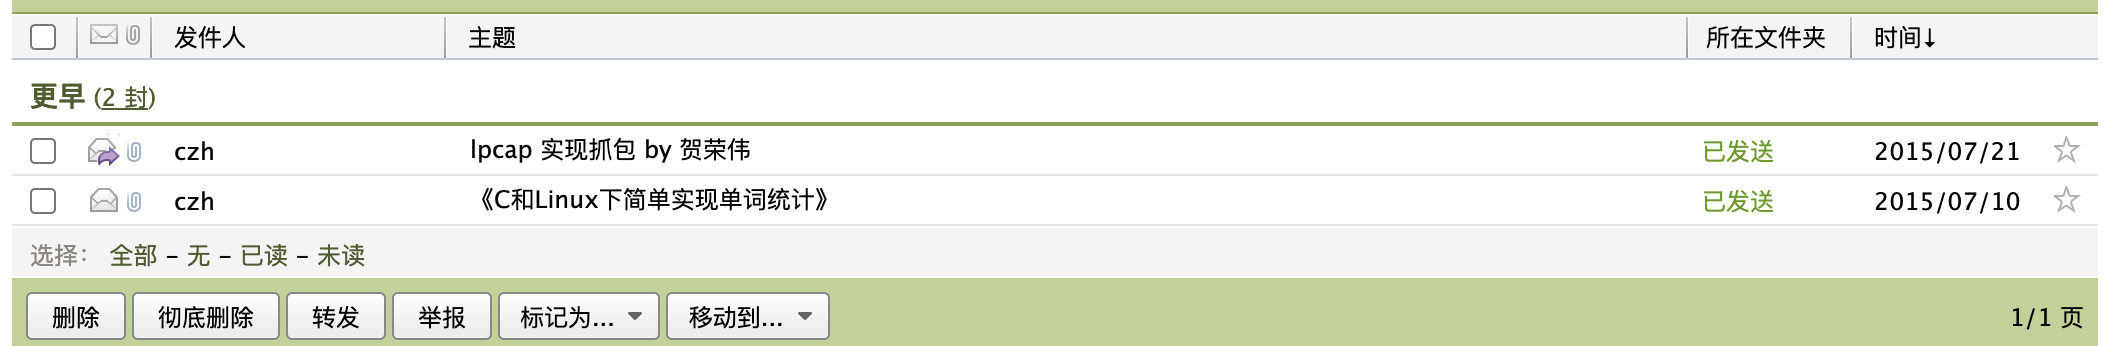 发件人 主题 所在文件夹 时间↓
更早 (2 封)
czh lpcap 实现抓包 by 贺荣伟 已发送 2015/07/21
czh 《C和Linux下简单实现单词统计》 已发送 2015/07/10
选择： 全部 – 无 – 已读 – 未读
删除 彻底删除 转发 举报 标记为... 移动到... 1/1 页